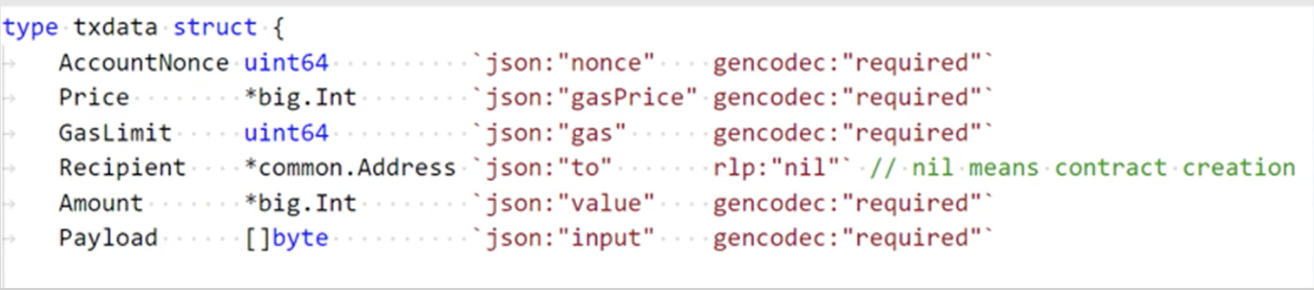 type txdata struct {
AccountNonce uint64 `json:"nonce" gencodec:"required"`
Price *big.Int `json:"gasPrice" gencodec:"required"`
GasLimit uint64 `json:"gas" gencodec:"required"`
Recipient *common.Address `json:"to" rlp:"nil"` // nil means contract creation
Amount *big.Int `json:"value" gencodec:"required"`
Payload []byte `json:"input" gencodec:"required"`